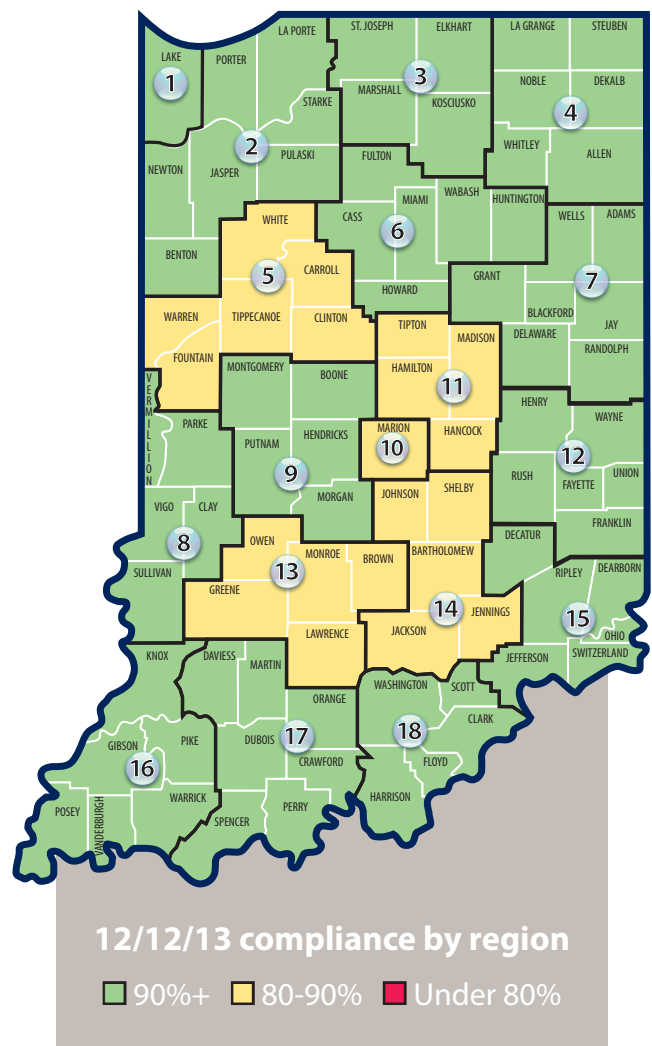 LA PORTE
ST. JOSEPH
ELKHART
LA GRANGE
STEUBEN
LAKE
PORTER
1
3
NOBLE
DEKALB
MARSHALL
KOSCIUSKO
STARKE
4
2
PULASKI
WHITLEY
ALLEN
NEWTON
JASPER
FULTON
WABASH
MIAMI
HUNTINGTON
WHITE
CASS
WELLS
ADAMS
6
BENTON
5
CARROLL
GRANT
7
HOWARD
WARREN
TIPPECANOE
CLINTON
TIPTON
BLACKFORD
JAY
MADISON
DELAWARE
RANDOLPH
FOUNTAIN
MONTGOMERY
BOONE
HAMILTON
11
VERMILLION
HENRY
WAYNE
PARKE
PUTNAM
HENDRICKS
MARION
10
HANCOCK
12
9
RUSH
FAYETTE
UNION
MORGAN
JOHNSON
SHELBY
VIGO
CLAY
FRANKLIN
8
OWEN
DECATUR
MONROE
BROWN
BARTHOLOMEW
SULLIVAN
13
RIPLEY
DEARBORN
GREENE
14
JENNINGS
15
LAWRENCE
JACKSON
OHIO
KNOX
DAVIESS
MARTIN
JEFFERSON
SWITZERLAND
WASHINGTON
SCOTT
ORANGE
CLARK
18
GIBSON
PIKE
DUBOIS
17
CRAWFORD
FLOYD
16
WARRICK
HARRISON
POSEY
VANDERBURGH
SPENCER
PERRY
12/12/13 compliance by region
90%+ 80-90% Under 80%